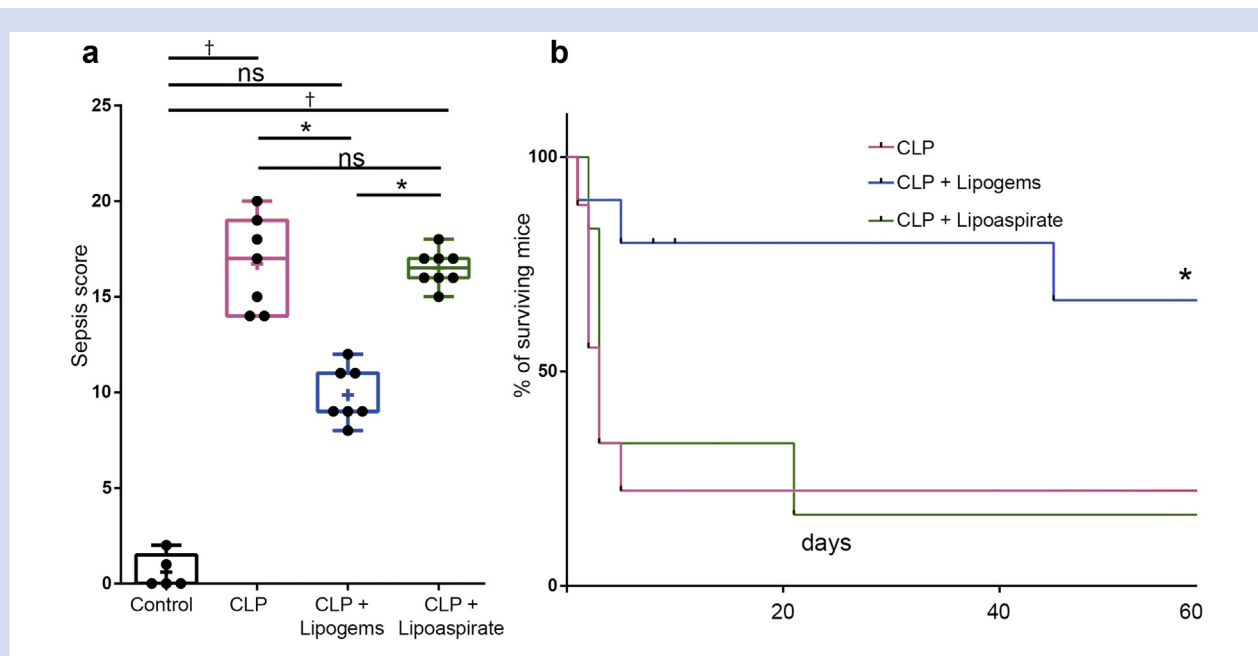 a
b
†
ns
†
*
ns
*
25
20
15
10
5
0
Sepsis score
Control
CLP
CLP +
Lipogems
CLP +
Lipoaspirate
CLP
CLP + Lipogems
CLP + Lipoaspirate
100
50
0
% of surviving mice
*
days
20
40
60